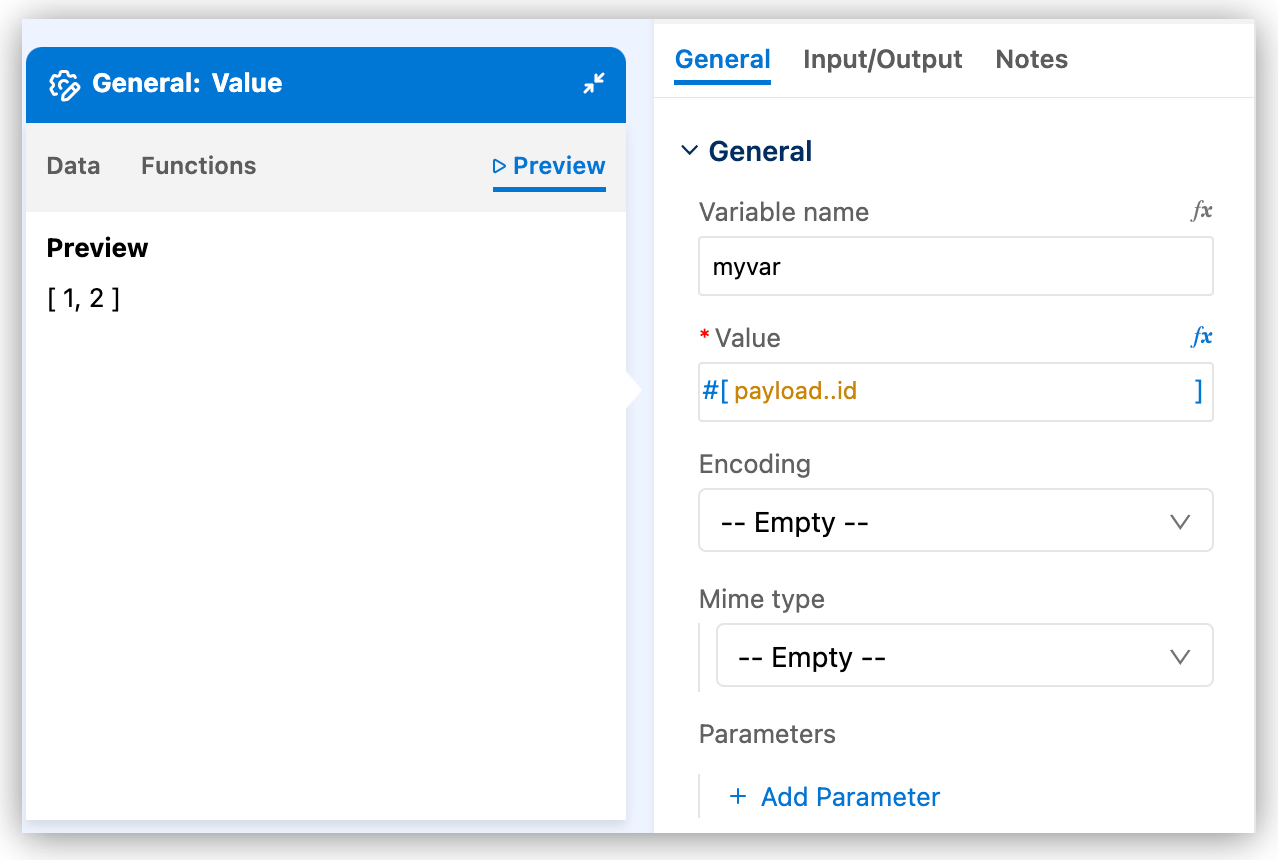 General: Value
Data Functions Preview
Preview
[ 1, 2 ]
General Input/Output Notes
General
Variable name fx
myvar
* Value fx
#[ payload..id ]
Encoding
-- Empty --
Mime type
-- Empty --
Parameters
+ Add Parameter